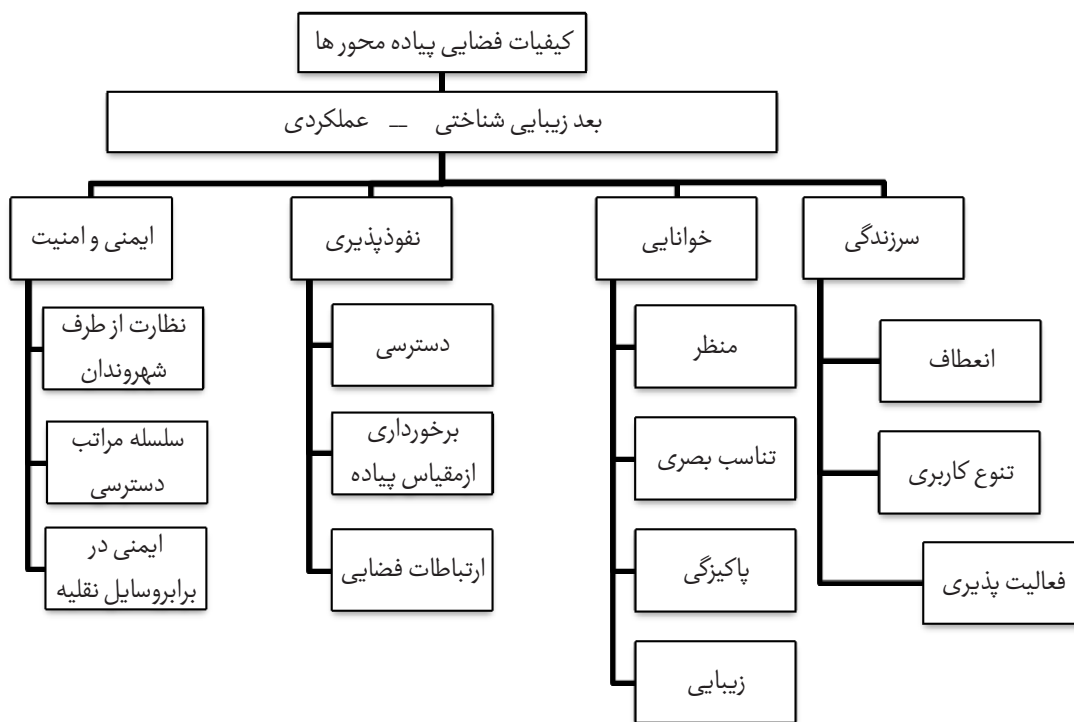 کیفیات فضایی پیاده محور ها
بعد زیبایی شناختی _ عملکردی
سرزندگی
انعطاف
تنوع کاربری
فعالیت پذیری
خوانایی
منظر
تناسب بصری
پاکیزگی
زیبایی
نفوذپذیری
دسترسی
برخورداری
ازمقیاس پیاده
ارتباطات فضایی
ایمنی و امنیت
نظارت از طرف
شهروندان
سلسله مراتب
دسترسی
ایمنی در
برابروسایل نقلیه